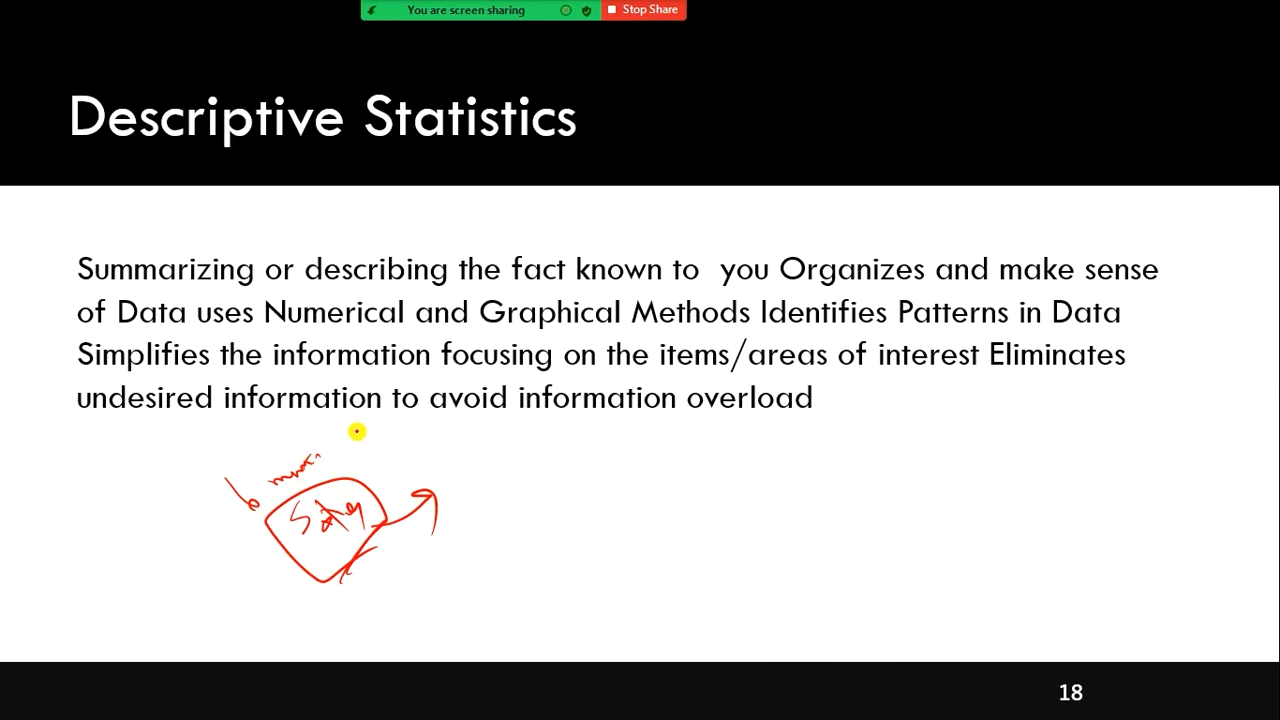 You are screen sharing
Stop Share
Descriptive Statistics
Summarizing or describing the fact known to  you Organizes and make sense
of Data uses Numerical and Graphical Methods Identifies Patterns in Data
Simplifies the information focusing on the items/areas of interest Eliminates
undesired information to avoid information overload
18